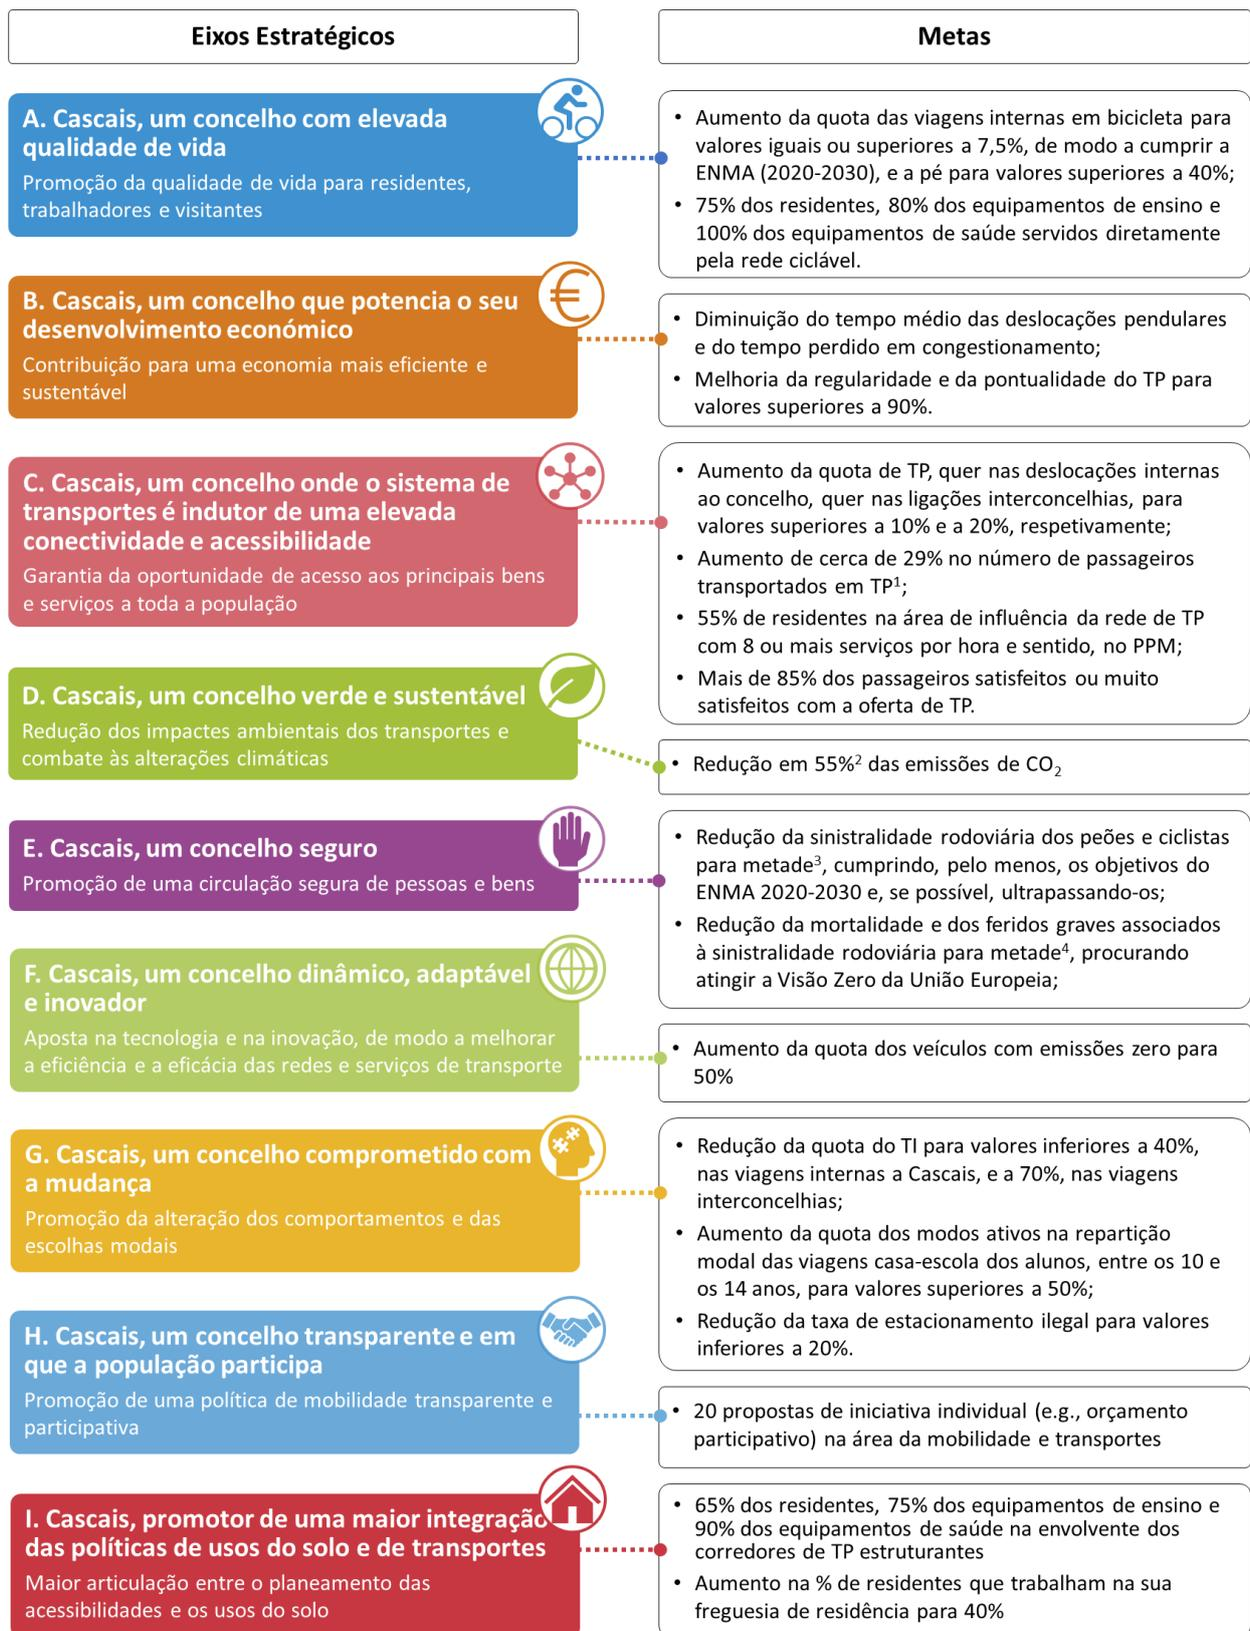 Eixos Estratégicos
Metas
A. Cascais, um concelho com elevada
qualidade de vida
Promoção da qualidade de vida para residentes,
trabalhadores e visitantes
• Aumento da quota das viagens internas em bicicleta para
valores iguais ou superiores a 7,5%, de modo a cumprir a
ENMA (2020-2030), e a pé para valores superiores a 40%;
• 75% dos residentes, 80% dos equipamentos de ensino e
100% dos equipamentos de saúde servidos diretamente
pela rede ciclável.
B. Cascais, um concelho que potencia o seu
desenvolvimento económico
Contribuição para uma economia mais eficiente e
sustentável
• Diminuição do tempo médio das deslocações pendulares
e do tempo perdido em congestionamento;
• Melhoria da regularidade e da pontualidade do TP para
valores superiores a 90%.
C. Cascais, um concelho onde o sistema de
transportes é indutor de uma elevada
conectividade e acessibilidade
Garantia da oportunidade de acesso aos principais bens
e serviços a toda a população
• Aumento da quota de TP, quer nas deslocações internas
ao concelho, quer nas ligações interconcelhias, para
valores superiores a 10% e a 20%, respetivamente;
• Aumento de cerca de 29% no número de passageiros
transportados em TP¹;
• 55% de residentes na área de influência da rede de TP
com 8 ou mais serviços por hora e sentido, no PPM;
• Mais de 85% dos passageiros satisfeitos ou muito
satisfeitos com a oferta de TP.
D. Cascais, um concelho verde e sustentável
Redução dos impactes ambientais dos transportes e
combate às alterações climáticas
• Redução em 55%² das emissões de CO₂
E. Cascais, um concelho seguro
Promoção de uma circulação segura de pessoas e bens
• Redução da sinistralidade rodoviária dos peões e ciclistas
para metade³, cumprindo, pelo menos, os objetivos do
ENMA 2020-2030 e, se possível, ultrapassando-os;
• Redução da mortalidade e dos feridos graves associados
à sinistralidade rodoviária para metade⁴, procurando
atingir a Visão Zero da União Europeia;
F. Cascais, um concelho dinâmico, adaptável
e inovador
Aposta na tecnologia e na inovação, de modo a melhorar
a eficiência e a eficácia das redes e serviços de transporte
• Aumento da quota dos veículos com emissões zero para
50%
G. Cascais, um concelho comprometido com
a mudança
Promoção da alteração dos comportamentos e das
escolhas modais
• Redução da quota do TI para valores inferiores a 40%,
nas viagens internas a Cascais, e a 70%, nas viagens
interconcelhias;
• Aumento da quota dos modos ativos na repartição
modal das viagens casa-escola dos alunos, entre os 10 e
os 14 anos, para valores superiores a 50%;
• Redução da taxa de estacionamento ilegal para valores
inferiores a 20%.
H. Cascais, um concelho transparente e em
que a população participa
Promoção de uma política de mobilidade transparente e
participativa
• 20 propostas de iniciativa individual (e.g., orçamento
participativo) na área da mobilidade e transportes
I. Cascais, promotor de uma maior integração
das políticas de usos do solo e de transportes
Maior articulação entre o planeamento das
acessibilidades e os usos do solo
• 65% dos residentes, 75% dos equipamentos de ensino e
90% dos equipamentos de saúde na envolvente dos
corredores de TP estruturantes
• Aumento na % de residentes que trabalham na sua
freguesia de residência para 40%